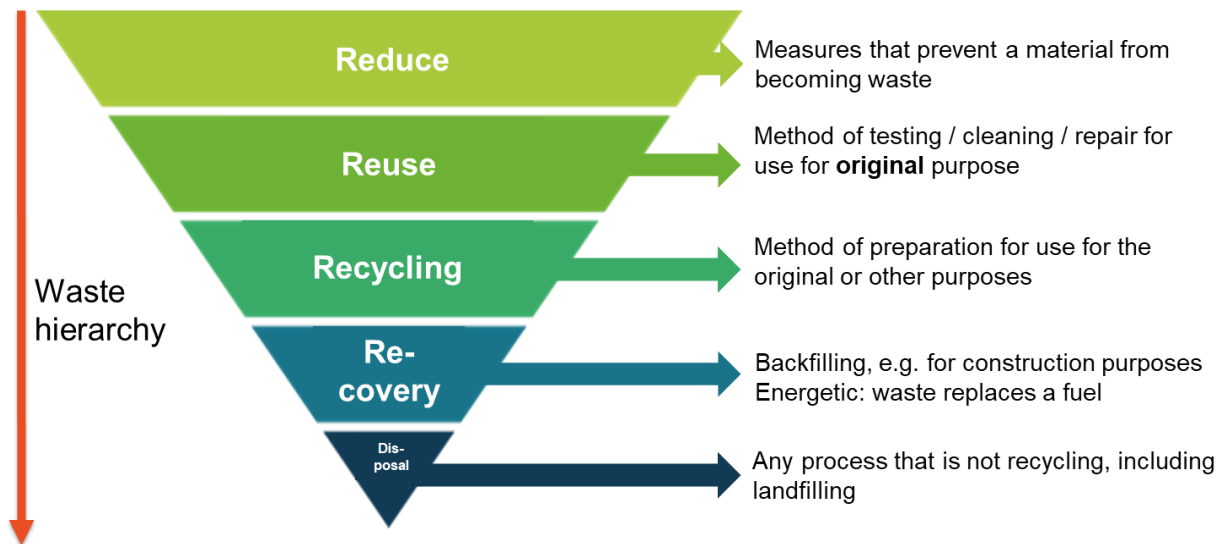 Reduce
Measures that prevent a material from
becoming waste
Reuse
Method of testing / cleaning / repair for
use for original purpose
Recycling
Method of preparation for use for the
original or other purposes
Waste
hierarchy
Re-
covery
Backfilling, e.g. for construction purposes
Energetic: waste replaces a fuel
Dis-
posal
Any process that is not recycling, including
landfilling